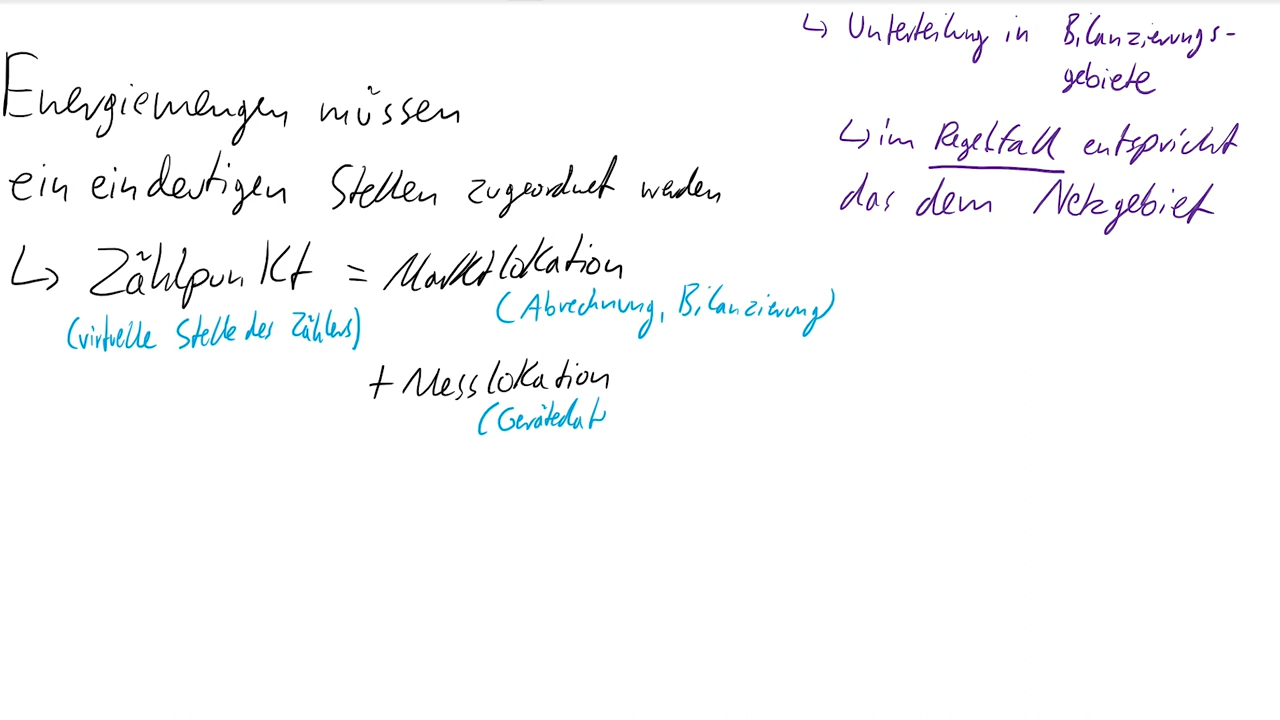 Energiemengen müssen
ein eindeutigen Stellen zugeordnet werden
↳ Zählpunkt = Marktlokation
(virtuelle Stelle des Zählers)
(Abrechnung, Bilanzierung)
+ Messlokation
(Gerätedat
↳ Unterteilung in Bilanzierungs-
gebiete
↳ im Regelfall entspricht
das dem Netzgebiet